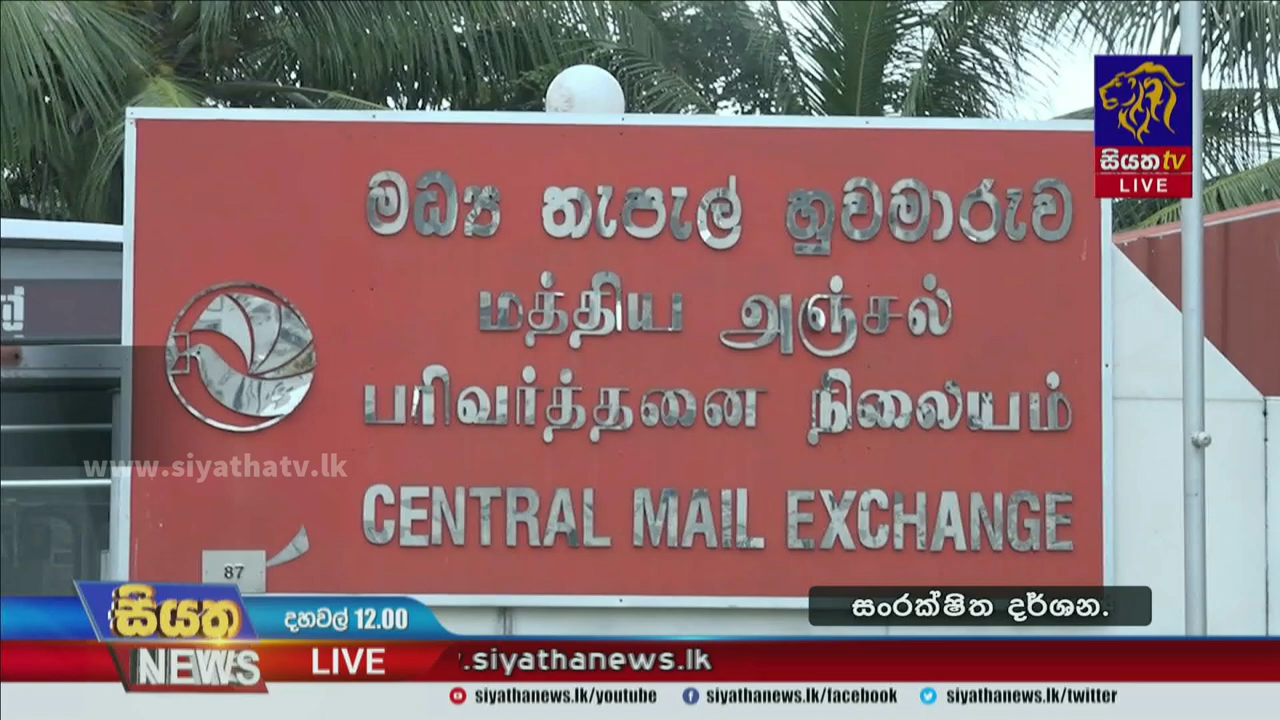 සියත tv
LIVE
මධ්‍ය තැපැල් හුවමාරුව
மத்திய அஞ்சல்
பரிவர்த்தனை நிலையம்
CENTRAL MAIL EXCHANGE
www.siyathatv.lk
87
සංරක්ෂිත දර්ශන.
සියත
දහවල් 12.00
NEWS
LIVE
.siyathanews.lk
siyathanews.lk/youtube
siyathanews.lk/facebook
siyathanews.lk/twitter